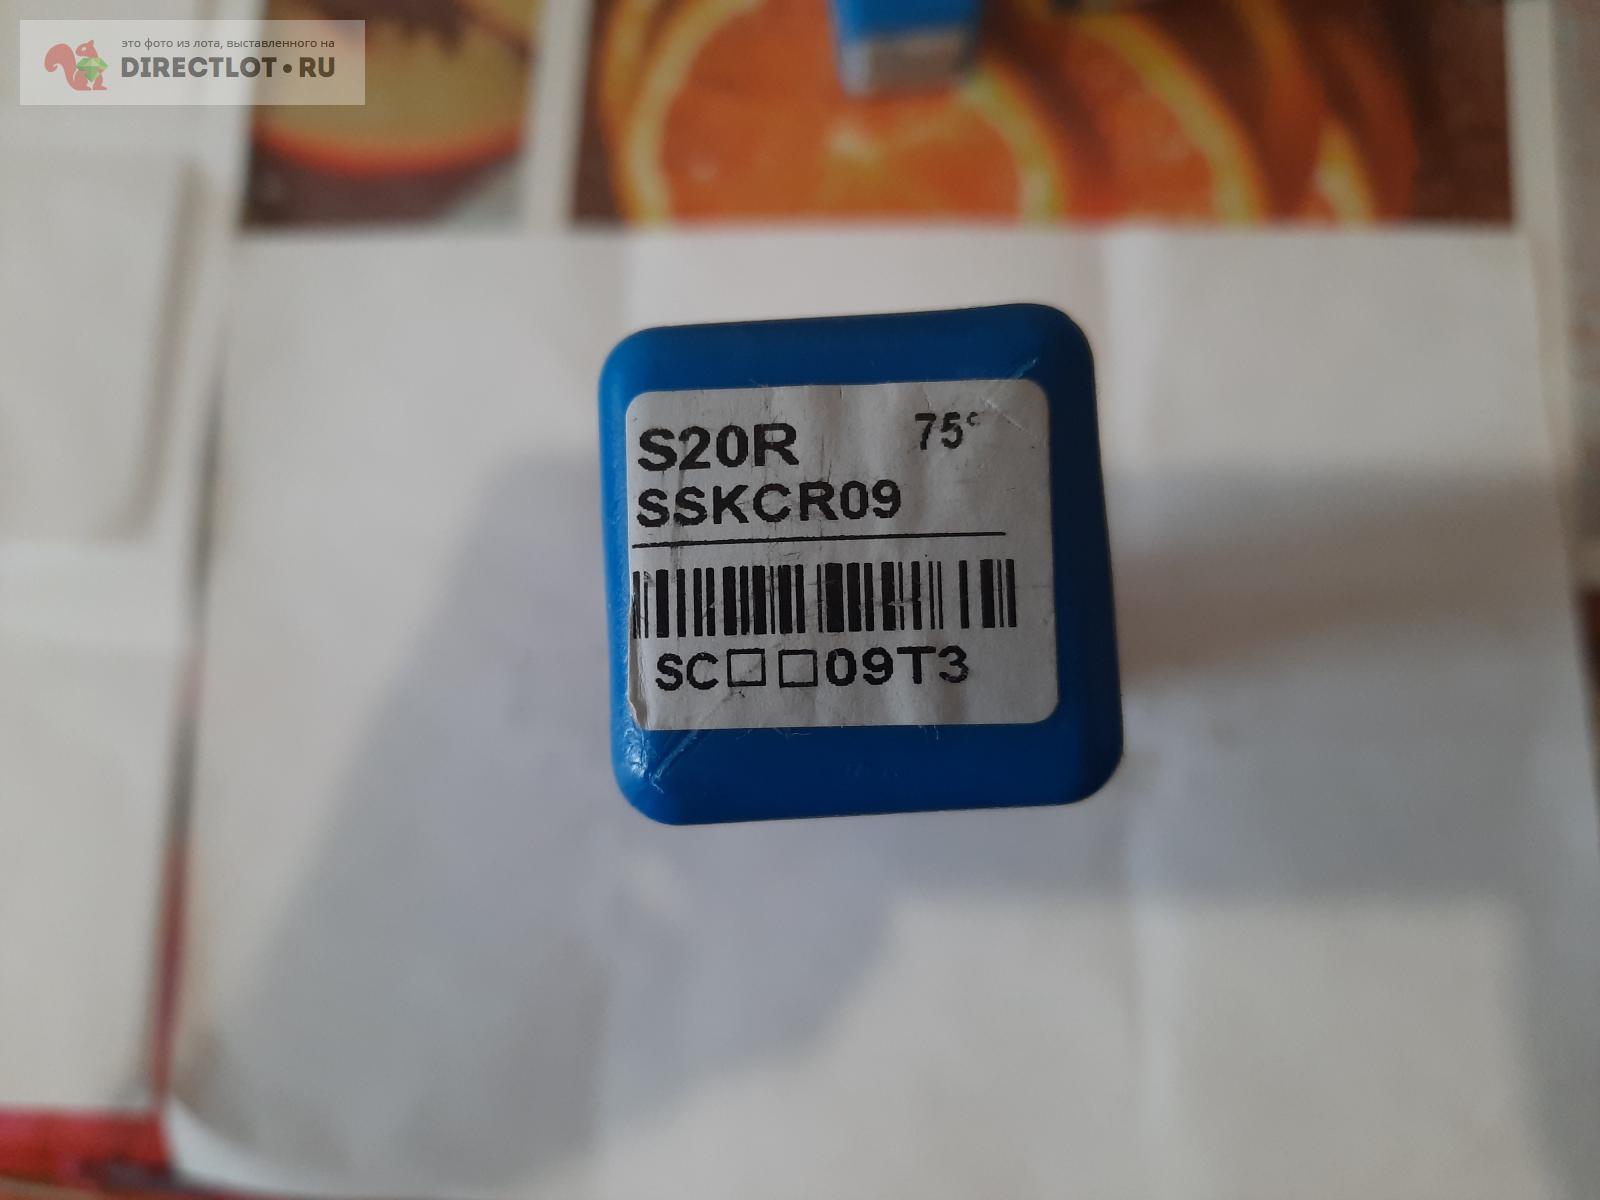 это фото из лота, выставленного на
DIRECTLOT•RU
S20R 75°
SSKCR09
SC□□09T3